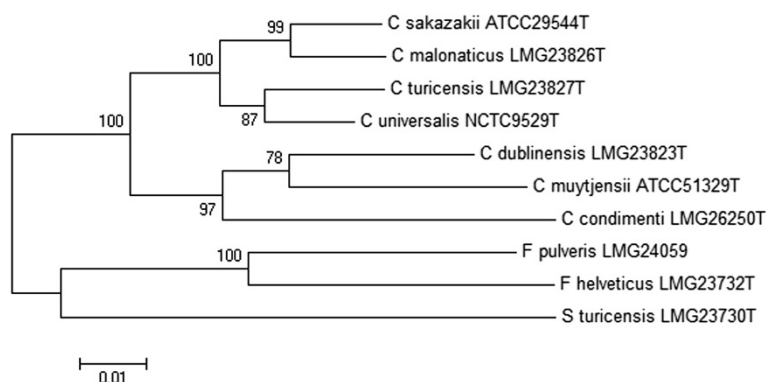 C sakazakii ATCC29544T
99
C malonaticus LMG23826T
100
C turicensis LMG23827T
87
C universalis NCTC9529T
100
C dublinensis LMG23823T
78
C muytjensii ATCC51329T
97
C condimenti LMG26250T
F pulveris LMG24059
100
F helveticus LMG23732T
S turicensis LMG23730T
0.01